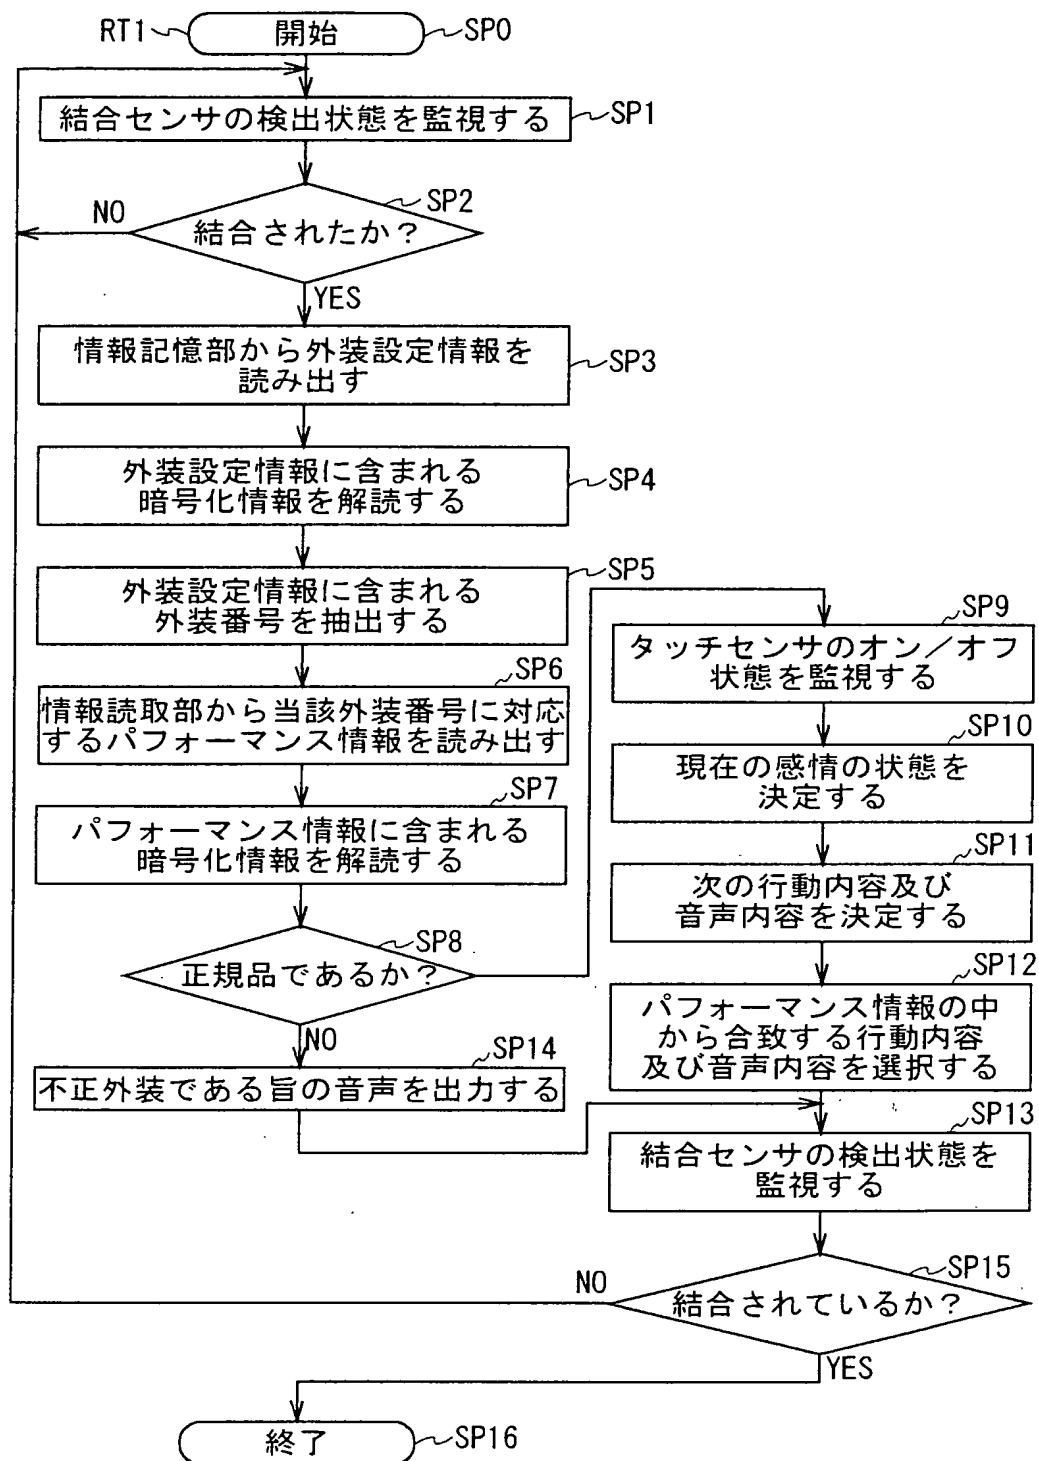 RT1
開始
SP0
結合センサの検出状態を監視する
SP1
SP2
NO
結合されたか？
YES
情報記憶部から外装設定情報を
読み出す
SP3
外装設定情報に含まれる
暗号化情報を解読する
SP4
SP5
外装設定情報に含まれる
外装番号を抽出する
SP6
情報読取部から当該外装番号に対応
するパフォーマンス情報を読み出す
SP7
パフォーマンス情報に含まれる
暗号化情報を解読する
SP8
正規品であるか？
NO
SP14
不正外装である旨の音声を出力する
SP9
タッチセンサのオン／オフ
状態を監視する
SP10
現在の感情の状態を
決定する
SP11
次の行動内容及び
音声内容を決定する
SP12
パフォーマンス情報の中
から合致する行動内容
及び音声内容を選択する
SP13
結合センサの検出状態を
監視する
SP15
NO
結合されているか？
YES
終了
SP16